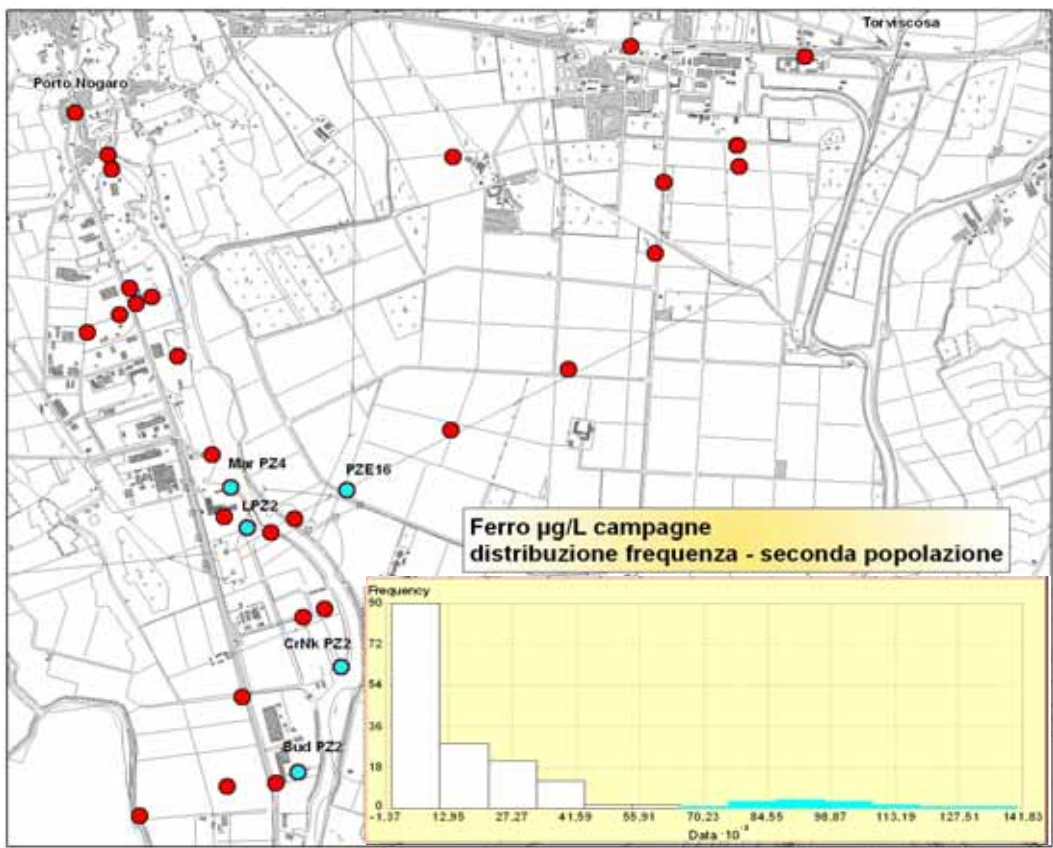 Torviscosa
Porto Nogaro
Mar PZ4
PZE16
LPZ2
Ferro µg/L campagne
distribuzione frequenza - seconda popolazione
CrNk PZ2
Bud PZ2
Frequency
90
72
54
36
18
0
-1.37 12.95 27.27 41.59 55.91 70.23 84.55 98.87 113.19 127.51 141.83
Data ·10⁻³